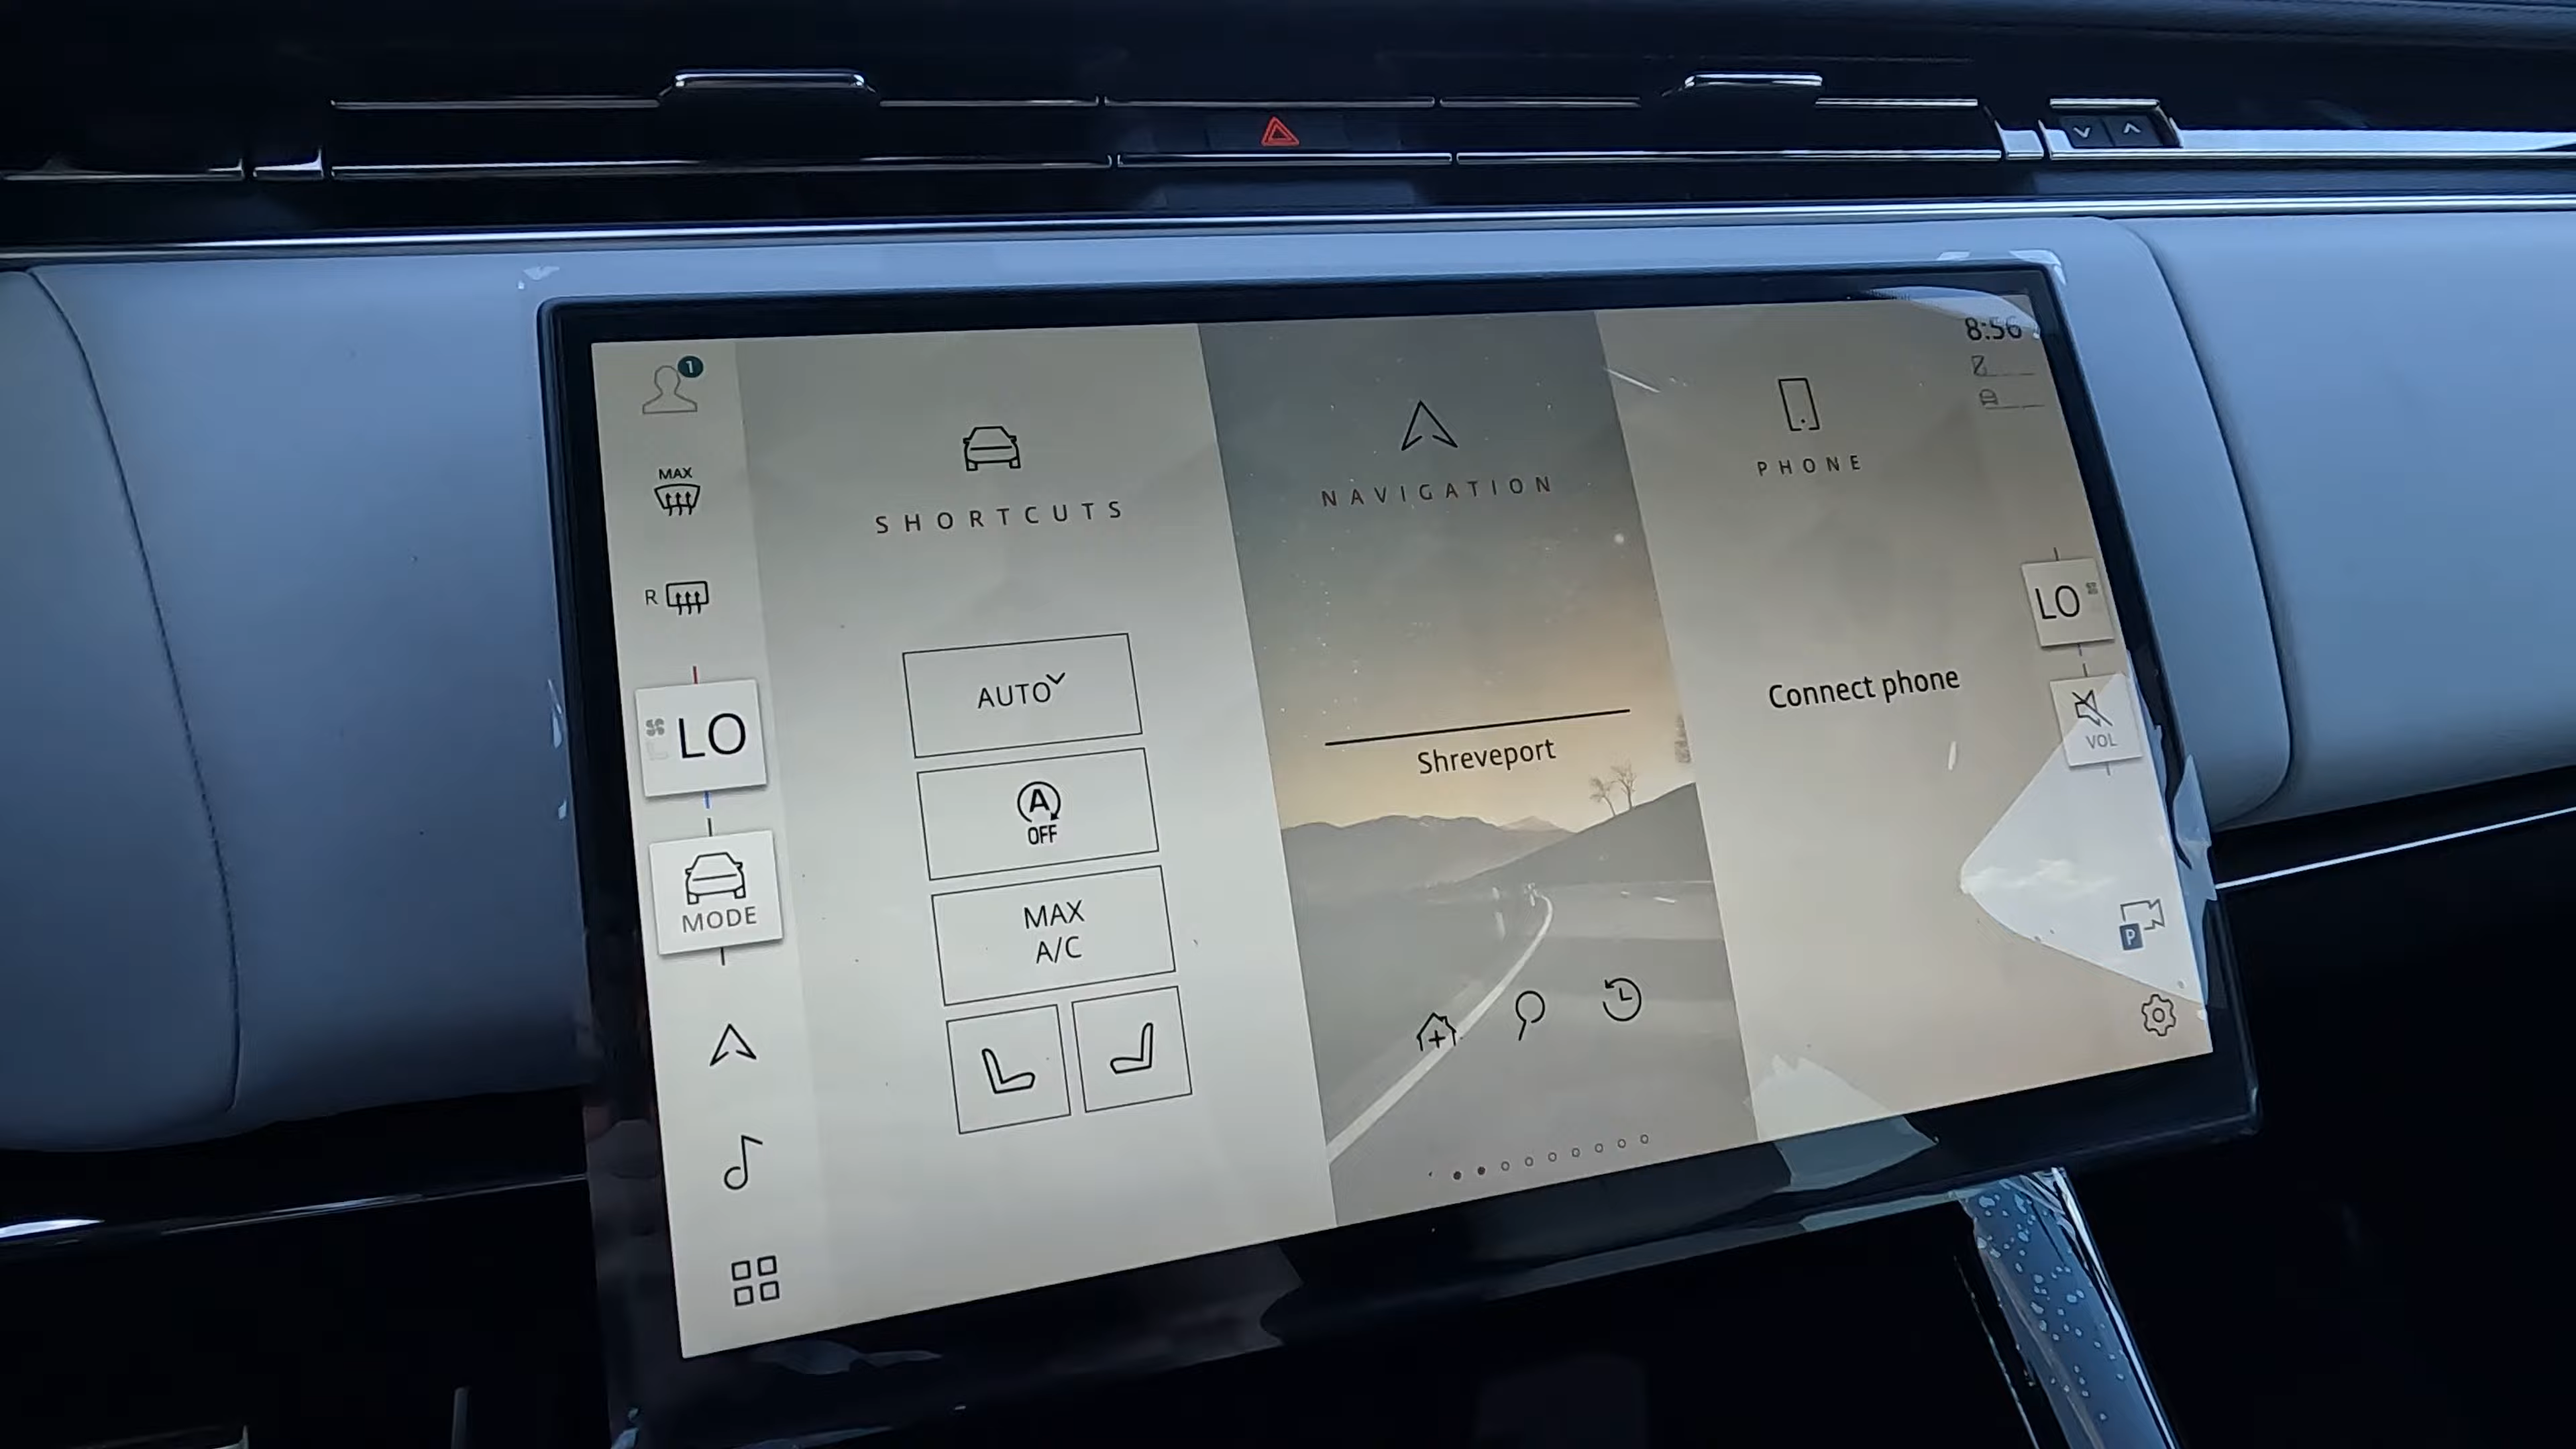 1
MAX
R
LO
MODE
SHORTCUTS
AUTO
A
OFF
MAX
A/C
NAVIGATION
Shreveport
PHONE
Connect phone
8:56
LO
VOL
P